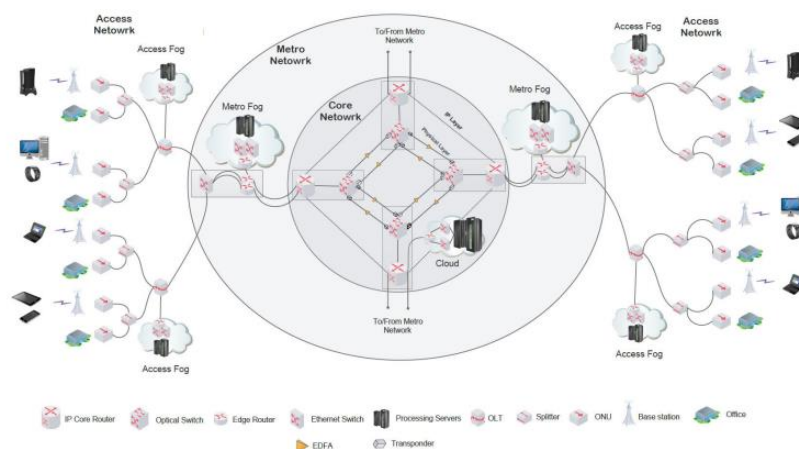 To/From Metro
Network
Access
Netowrk
Access Fog
Metro
Netowrk
Metro Fog
Core
Netowrk
IP Layer
Physical Layer
Metro Fog
Access Fog
Access
Netowrk
Cloud
To/From Metro
Network
Access Fog
Access Fog
IP Core Router
Optical Switch
Edge Router
Ethernet Switch
Processing Servers
OLT
Splitter
ONU
Base station
Office
EDFA
Transponder